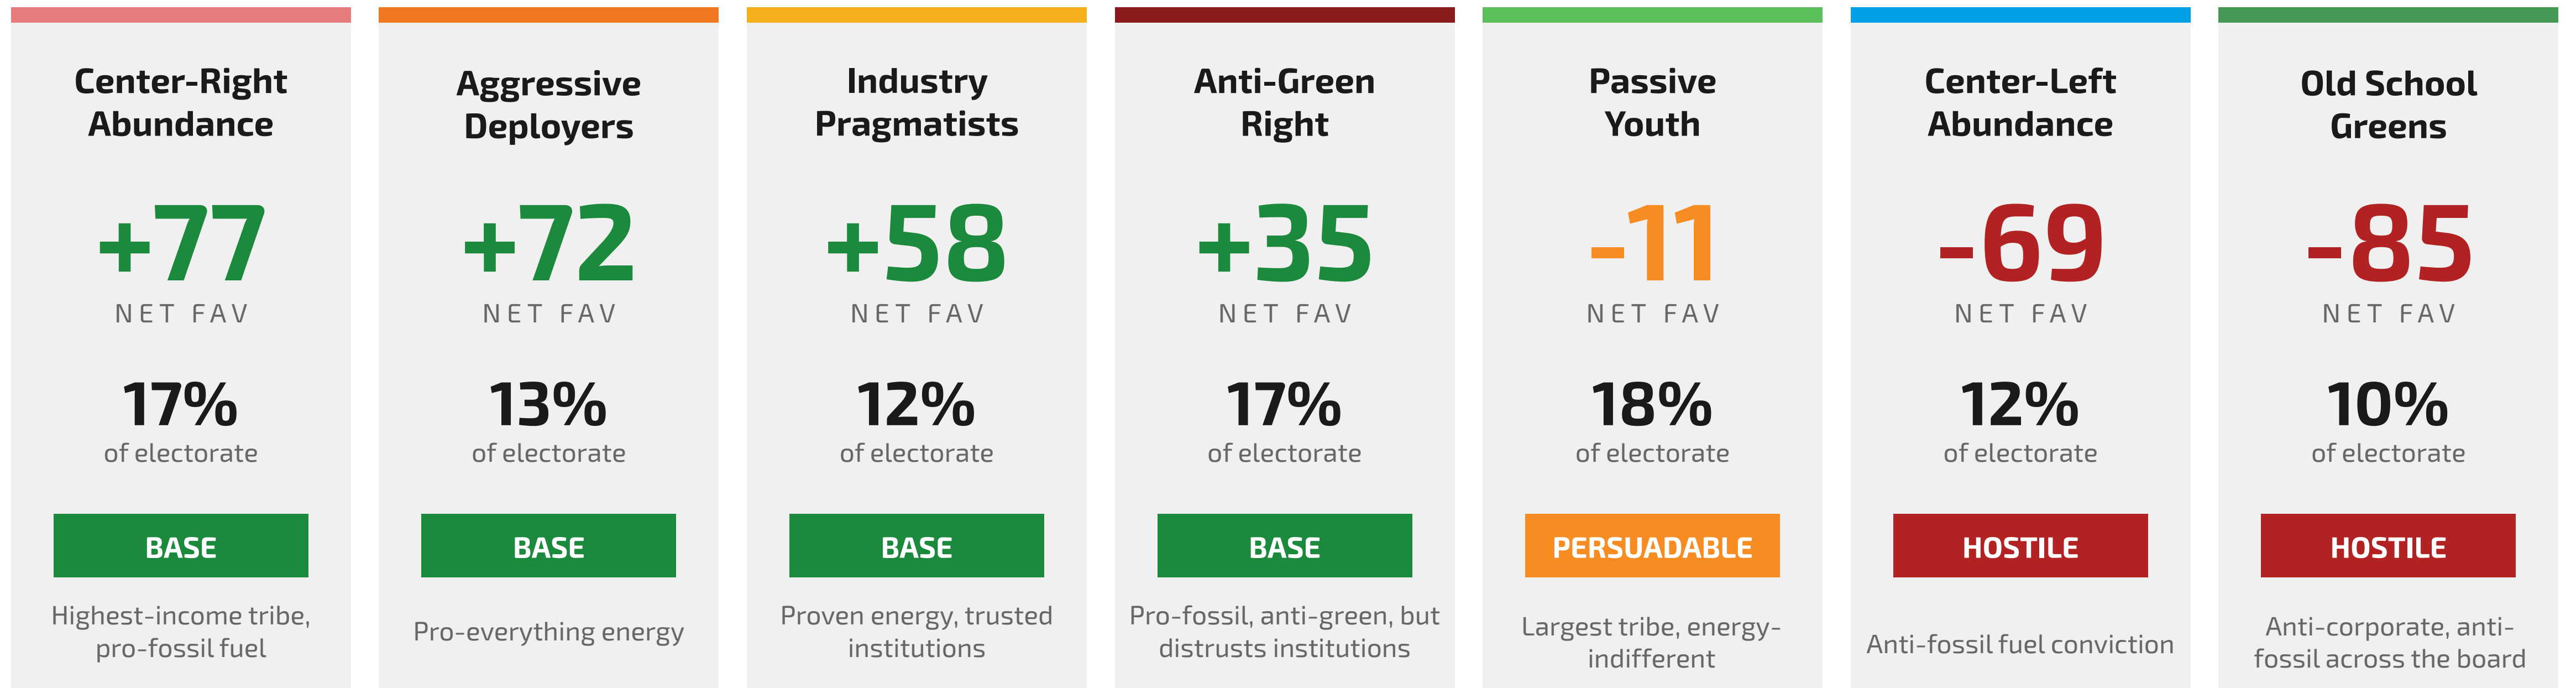 Center-Right
Abundance
+77
NET FAV
17%
of electorate
BASE
Highest-income tribe,
pro-fossil fuel
Aggressive
Deployers
+72
NET FAV
13%
of electorate
BASE
Pro-everything energy
Industry
Pragmatists
+58
NET FAV
12%
of electorate
BASE
Proven energy, trusted
institutions
Anti-Green
Right
+35
NET FAV
17%
of electorate
BASE
Pro-fossil, anti-green, but
distrusts institutions
Passive
Youth
-11
NET FAV
18%
of electorate
PERSUADABLE
Largest tribe, energy-
indifferent
Center-Left
Abundance
-69
NET FAV
12%
of electorate
HOSTILE
Anti-fossil fuel conviction
Old School
Greens
-85
NET FAV
10%
of electorate
HOSTILE
Anti-corporate, anti-
fossil across the board